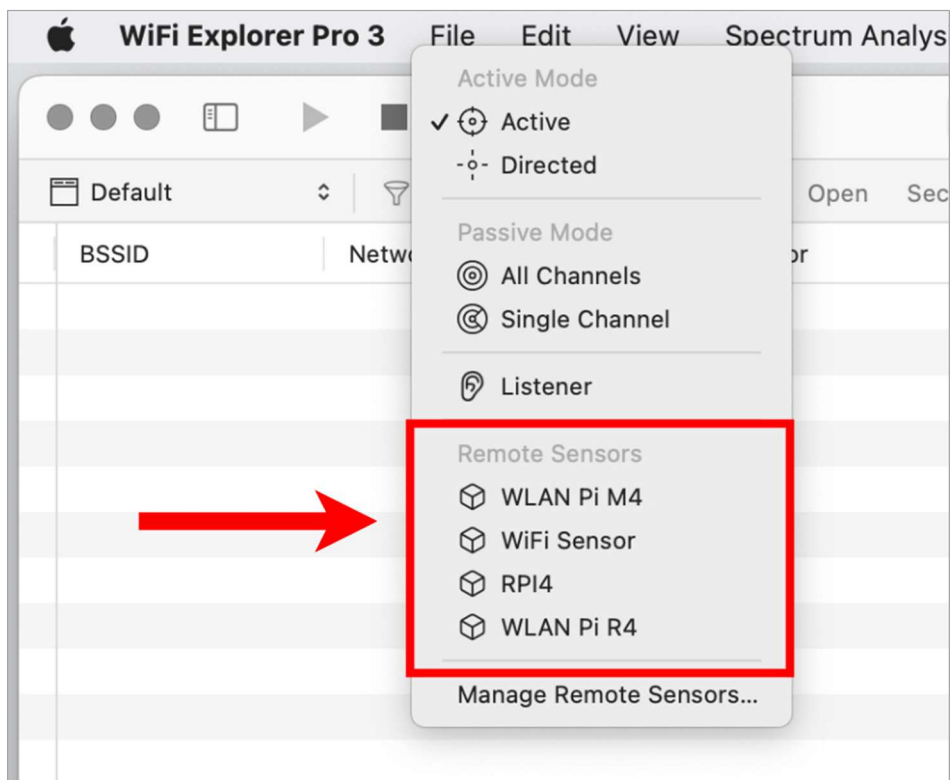 WiFi Explorer Pro 3 File Edit View Spectrum Analys
Active Mode
✓ Active
Directed
Default
Open Sec
Passive Mode
BSSID
Netwo
or
All Channels
Single Channel
Listener
Remote Sensors
WLAN Pi M4
WiFi Sensor
RPI4
WLAN Pi R4
Manage Remote Sensors...